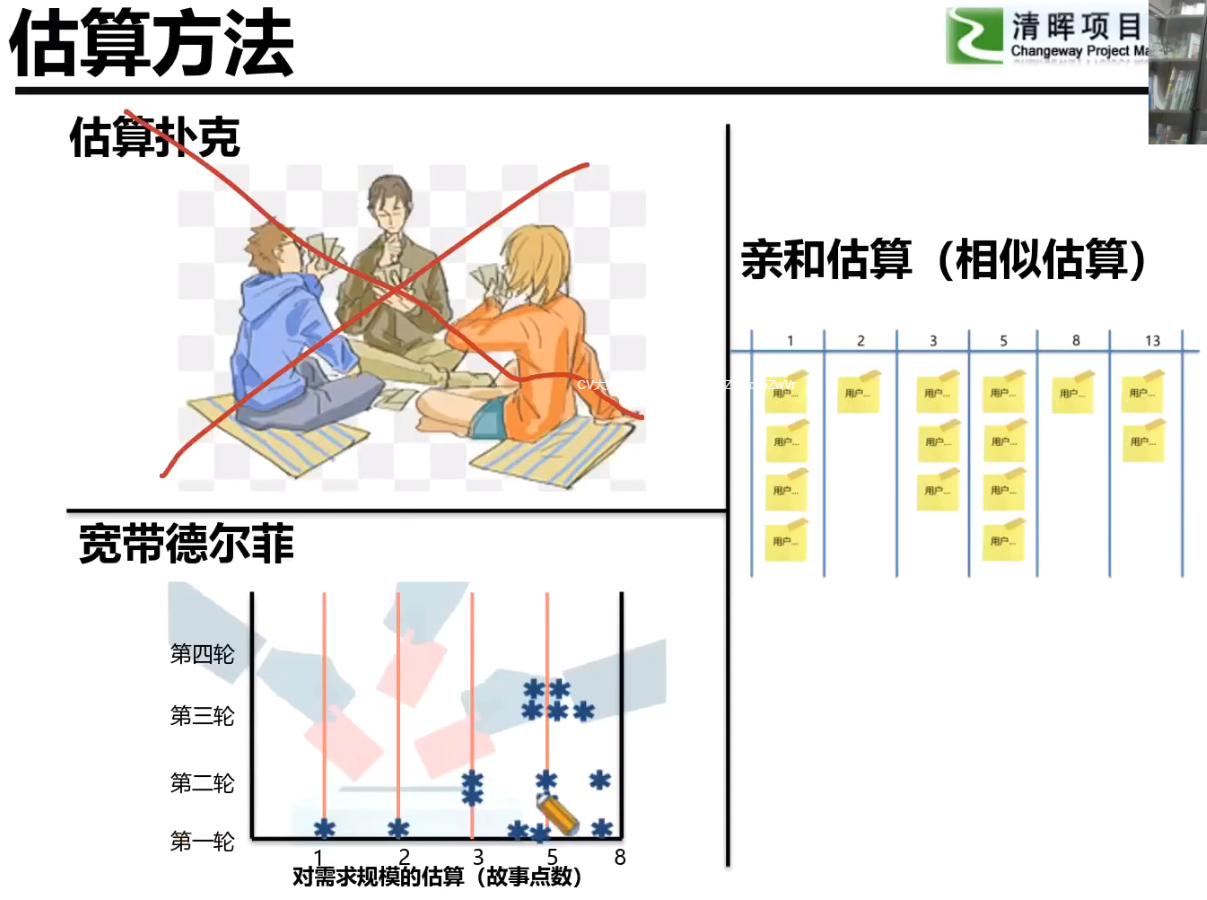 估算方法
清晖项目
Changeway Project Ma
估算扑克
亲和估算（相似估算）
1 2 3 5 8 13
用户... 用户... 用户... 用户... 用户... 用户...
用户... 用户... 用户... 用户...
用户... 用户... 用户...
用户... 用户...
宽带德尔菲
第四轮
第三轮
第二轮
第一轮
1 2 3 5 8
对需求规模的估算（故事点数）